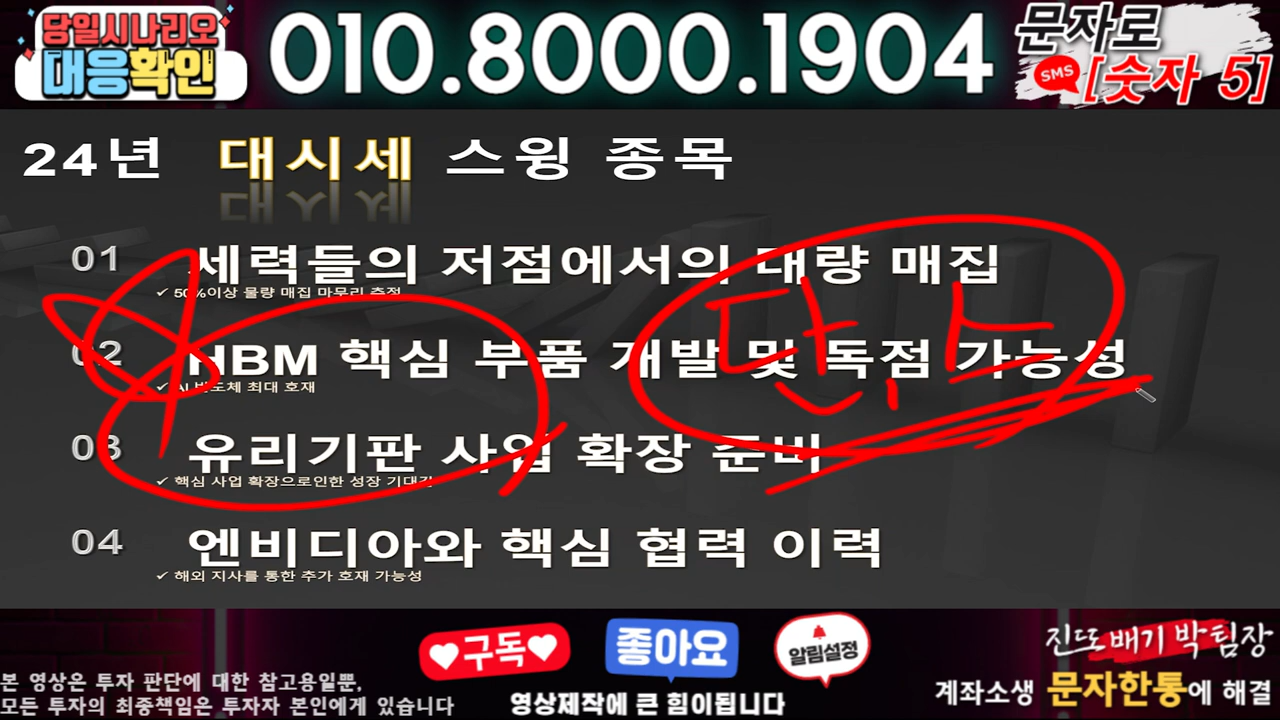 당일시나리오
대응확인
010.8000.1904
문자로
SMS
[숫자 5]
24년 대시세 스윙 종목
01 세력들의 저점에서의 대량 매집
✓ 50%이상 물량 매집 마무리 추정
02 HBM 핵심 부품 개발 및 독점 가능성
✓ AI 반도체 최대 호재
단, 스
03 유리기판 사업 확장 준비
✓ 핵심 사업 확장으로인한 성장 기대감
04 엔비디아와 핵심 협력 이력
✓ 해외 지사를 통한 추가 호재 가능성
구독
좋아요
알림설정
영상제작에 큰 힘이됩니다
본 영상은 투자 판단에 대한 참고용일뿐,
모든 투자의 최종책임은 투자자 본인에게 있습니다
진또배기 박팀장
계좌소생 문자한통에 해결